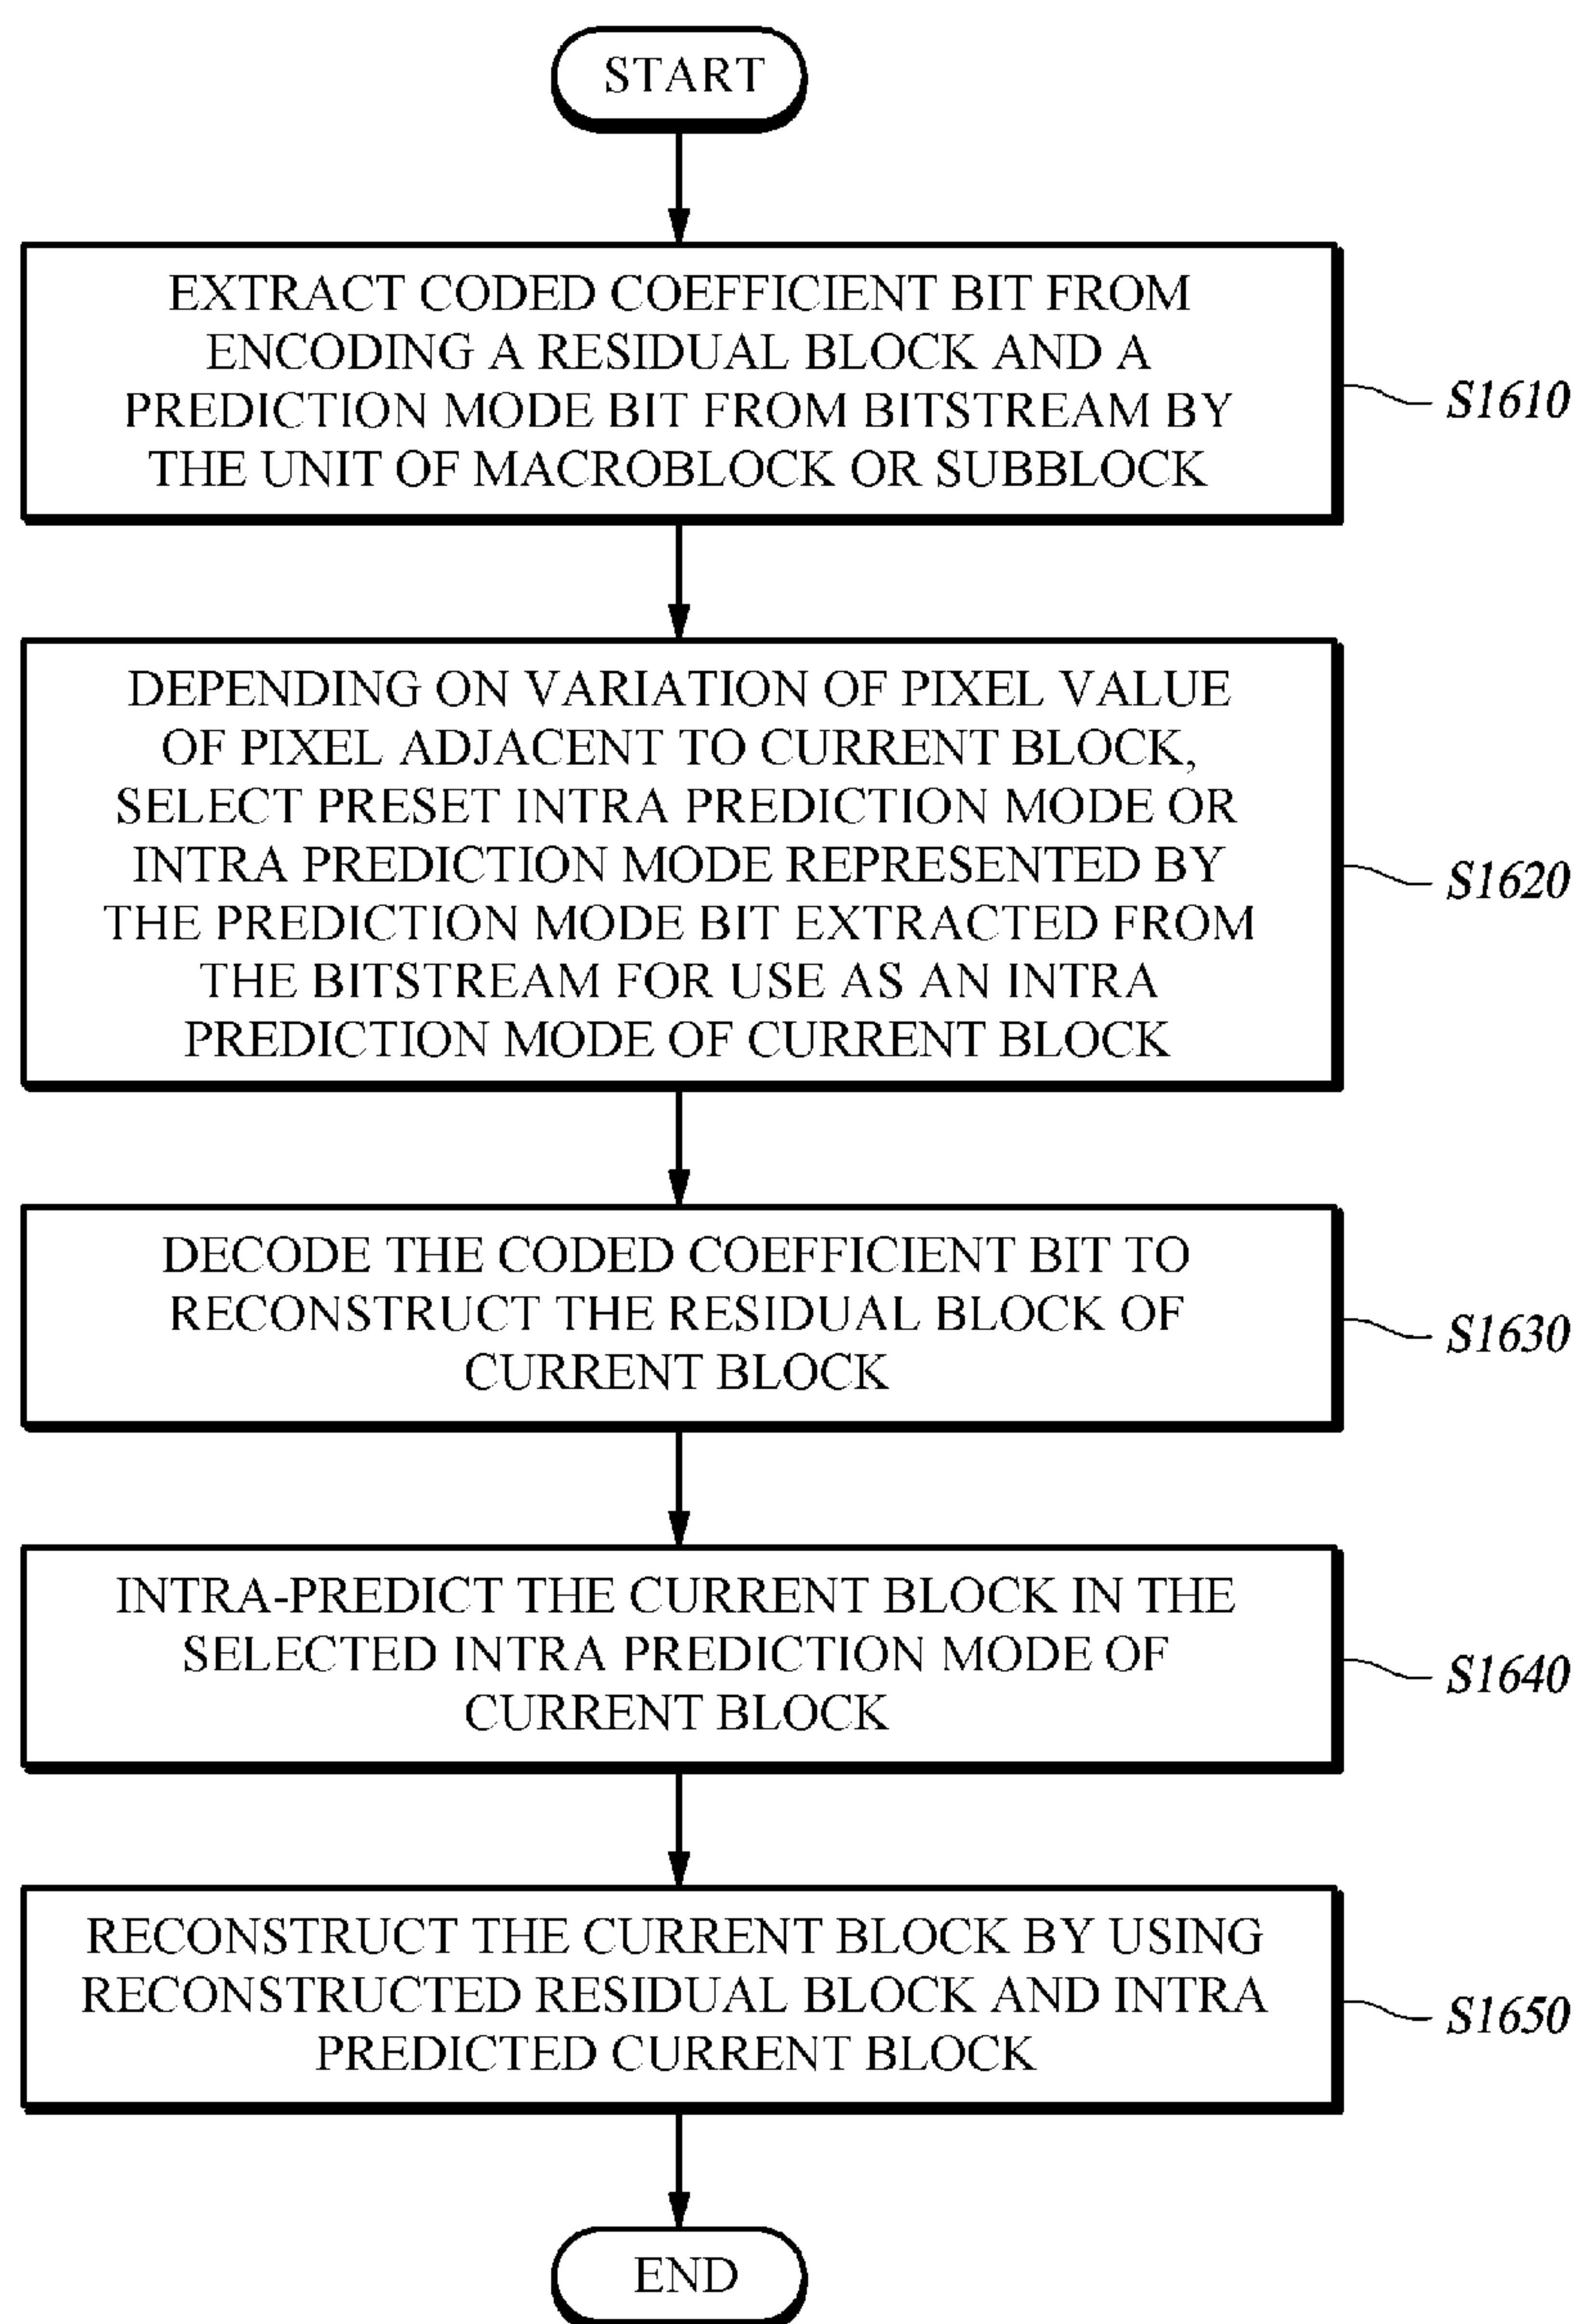 START
EXTRACT CODED COEFFICIENT BIT FROM
ENCODING A RESIDUAL BLOCK AND A
PREDICTION MODE BIT FROM BITSTREAM BY
THE UNIT OF MACROBLOCK OR SUBBLOCK
S1610
DEPENDING ON VARIATION OF PIXEL VALUE
OF PIXEL ADJACENT TO CURRENT BLOCK,
SELECT PRESET INTRA PREDICTION MODE OR
INTRA PREDICTION MODE REPRESENTED BY
THE PREDICTION MODE BIT EXTRACTED FROM
THE BITSTREAM FOR USE AS AN INTRA
PREDICTION MODE OF CURRENT BLOCK
S1620
DECODE THE CODED COEFFICIENT BIT TO
RECONSTRUCT THE RESIDUAL BLOCK OF
CURRENT BLOCK
S1630
INTRA-PREDICT THE CURRENT BLOCK IN THE
SELECTED INTRA PREDICTION MODE OF
CURRENT BLOCK
S1640
RECONSTRUCT THE CURRENT BLOCK BY USING
RECONSTRUCTED RESIDUAL BLOCK AND INTRA
PREDICTED CURRENT BLOCK
S1650
END